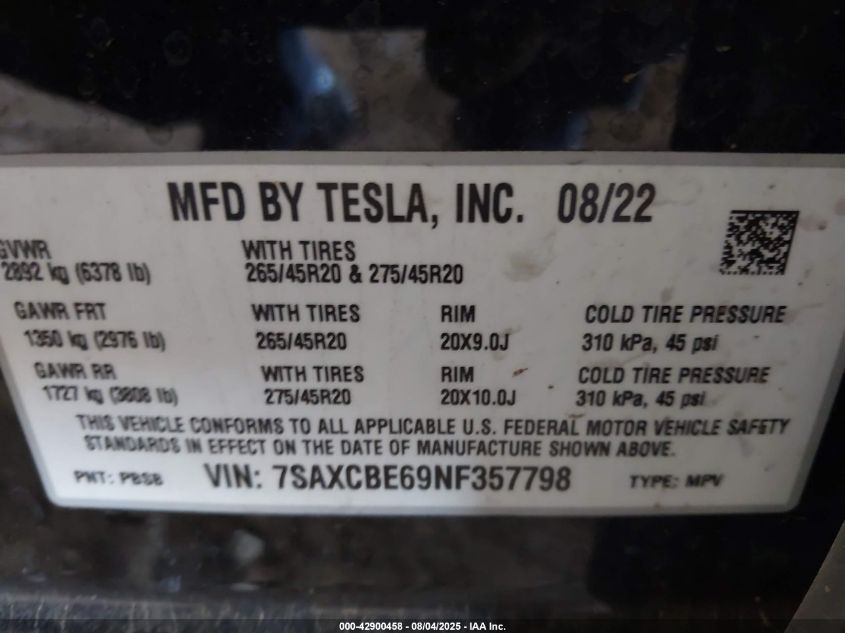 MFD BY TESLA, INC. 08/22
GVWR WITH TIRES
2892 kg (6378 lb) 265/45R20 & 275/45R20
GAWR FRT WITH TIRES RIM COLD TIRE PRESSURE
1350 kg (2976 lb) 265/45R20 20X9.0J 310 kPa, 45 psi
GAWR RR WITH TIRES RIM COLD TIRE PRESSURE
1727 kg (3808 lb) 275/45R20 20X10.0J 310 kPa, 45 psi
THIS VEHICLE CONFORMS TO ALL APPLICABLE U.S. FEDERAL MOTOR VEHICLE SAFETY
STANDARDS IN EFFECT ON THE DATE OF MANUFACTURE SHOWN ABOVE.
PNT: PBSB VIN: 7SAXCBE69NF357798 TYPE: MPV
000-42900458 - 08/04/2025 - IAA Inc.